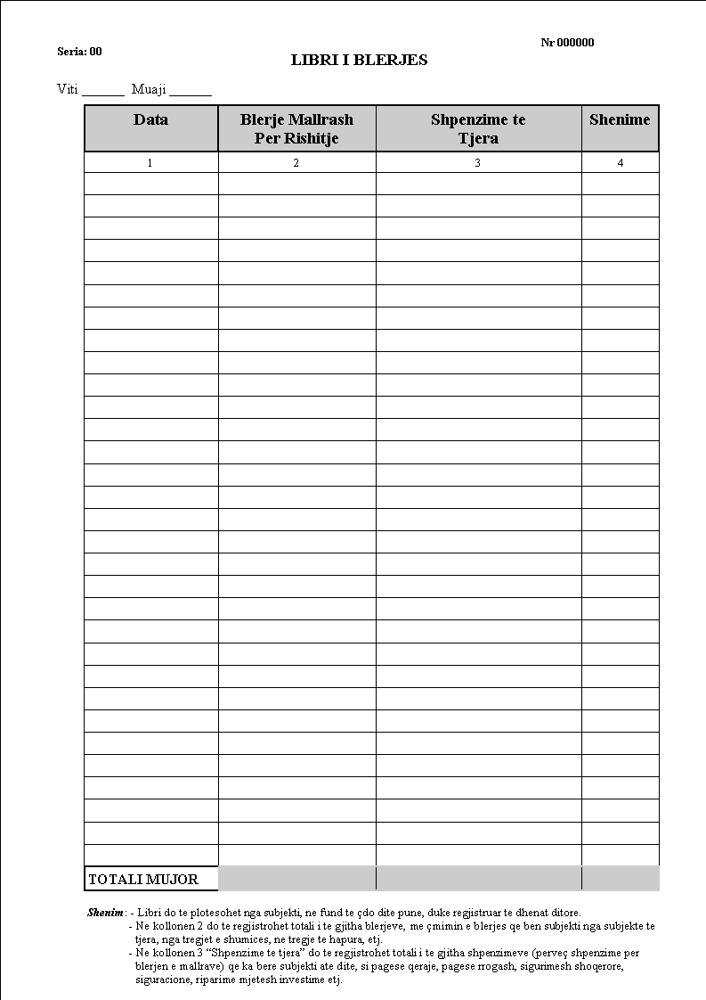 Nr 000000
Seria: 00
LIBRI I BLERJES
Viti ______ Muaji ______
Data Blerje Mallrash Shpenzime te Shenime
Per Rishitje Tjera
1 2 3 4
TOTALI MUJOR
Shenim: - Libri do te plotesohet nga subjekti, ne fund te çdo dite pune, duke regjistruar te dhenat ditore.
- Ne kollonen 2 do te regjistrohet totali i te gjitha blerjeve, me çmimin e blerjes qe ben subjekti nga subjekte te
tjera, nga tregjet e shumices, ne tregje te hapura, etj.
- Ne kollonen 3 “Shpenzime te tjera” do te regjistrohet totali i te gjitha shpenzimeve (perveç shpenzime per
blerjen e mallrave) qe ka bere subjekti ate dite, si pagese qeraje, pagese rrogash, sigurimesh shoqerore,
siguracione, riparime mjetesh investime etj.